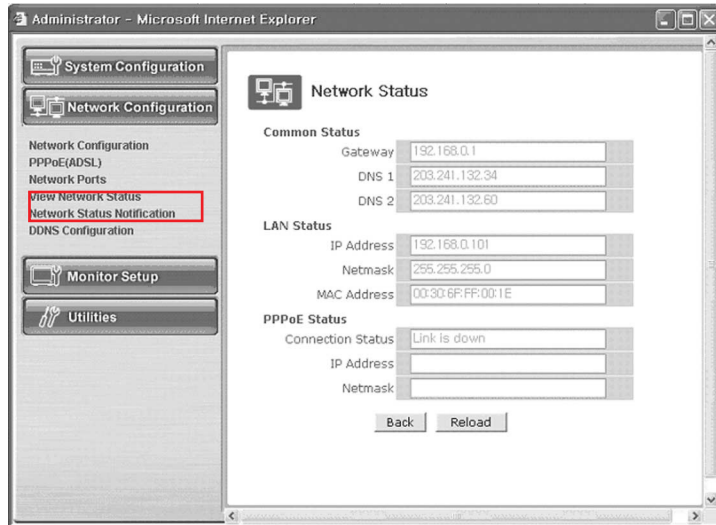 Administrator - Microsoft Internet Explorer
System Configuration
Network Configuration
Network Configuration
PPPoE(ADSL)
Network Ports
View Network Status
Network Status Notification
DDNS Configuration
Monitor Setup
Utilities
Network Status
Common Status
Gateway 192.168.0.1
DNS 1 203.241.132.34
DNS 2 203.241.132.60
LAN Status
IP Address 192.168.0.101
Netmask 255.255.255.0
MAC Address 00:30:6F:FF:00:1E
PPPoE Status
Connection Status Link is down
IP Address
Netmask
Back Reload